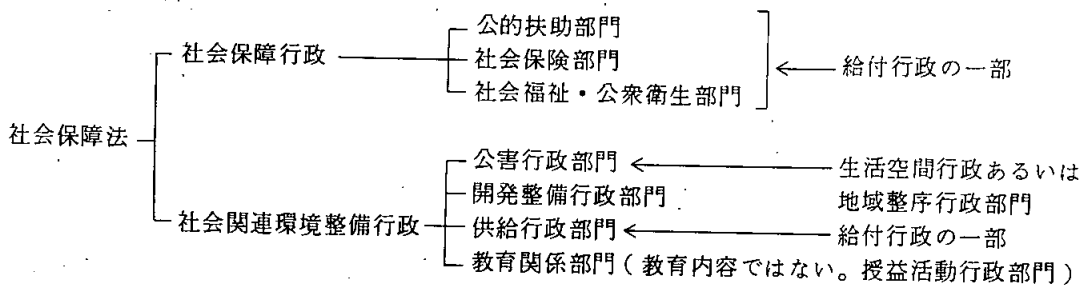 公的扶助部門
社会保障行政 社会保険部門 給付行政の一部
社会福祉・公衆衛生部門
社会保障法
公害行政部門 生活空間行政あるいは
開発整備行政部門 地域整序行政部門
社会関連環境整備行政 供給行政部門 給付行政の一部
教育関係部門(教育内容ではない。授益活動行政部門)